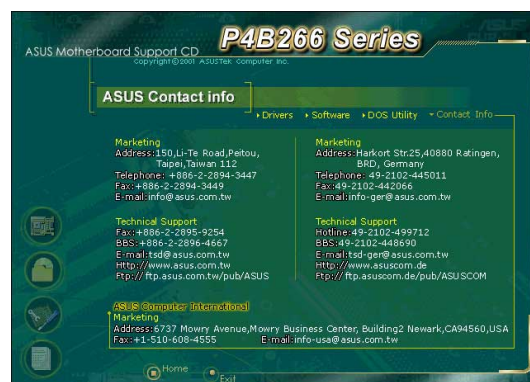 P4B266 Series
ASUS Motherboard Support CD
Copyright©2001 ASUSTeK Computer Inc.
ASUS Contact info
Drivers Software DOS Utility Contact Info
Marketing
Address:150,Li-Te Road,Peitou,
Taipei,Taiwan 112
Telephone: +886-2-2894-3447
Fax:+886-2-2894-3449
E-mail:info@asus.com.tw
Technical Support
Fax:+886-2-2895-9254
BBS:+886-2-2896-4667
E-mail:tsd@asus.com.tw
Http://www.asus.com.tw
Ftp://ftp.asus.com.tw/pub/ASUS
Marketing
Address:Harkort Str.25,40880 Ratingen,
BRD, Germany
Telephone: 49-2102-445011
Fax:49-2102-442066
E-mail:info-ger@asus.com.tw
Technical Support
Hotline:49-2102-499712
BBS:49-2102-448690
E-mail:tsd-ger@asus.com.tw
Http://www.asuscom.de
Ftp://ftp.asuscom.de/pub/ASUSCOM
ASUS Computer International
Marketing
Address:6737 Mowry Avenue,Mowry Business Center, Building2 Newark,CA94560,USA
Fax:+1-510-608-4555 E-mail:info-usa@asus.com.tw
Home
Exit